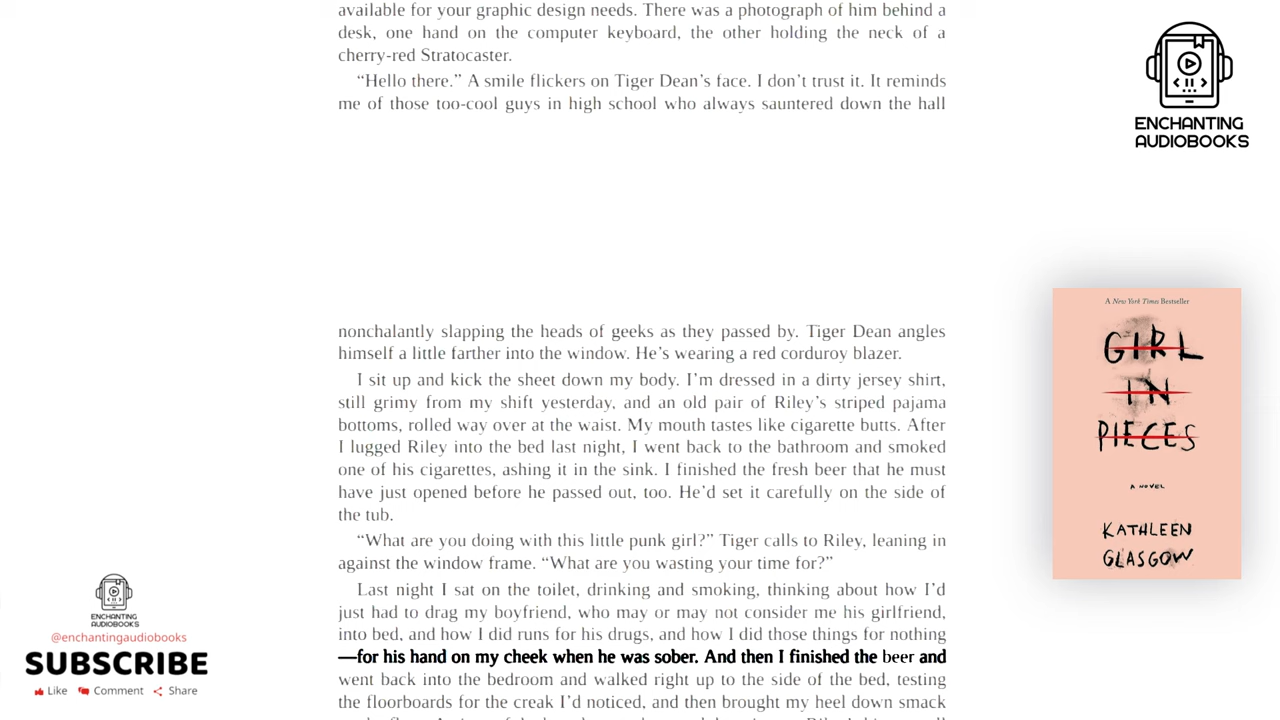 available for your graphic design needs. There was a photograph of him behind a
desk, one hand on the computer keyboard, the other holding the neck of a
cherry-red Stratocaster.
“Hello there.” A smile flickers on Tiger Dean’s face. I don’t trust it. It reminds
me of those too-cool guys in high school who always sauntered down the hall
nonchalantly slapping the heads of geeks as they passed by. Tiger Dean angles
himself a little farther into the window. He’s wearing a red corduroy blazer.
I sit up and kick the sheet down my body. I’m dressed in a dirty jersey shirt,
still grimy from my shift yesterday, and an old pair of Riley’s striped pajama
bottoms, rolled way over at the waist. My mouth tastes like cigarette butts. After
I lugged Riley into the bed last night, I went back to the bathroom and smoked
one of his cigarettes, ashing it in the sink. I finished the fresh beer that he must
have just opened before he passed out, too. He’d set it carefully on the side of
the tub.
“What are you doing with this little punk girl?” Tiger calls to Riley, leaning in
against the window frame. “What are you wasting your time for?”
Last night I sat on the toilet, drinking and smoking, thinking about how I’d
just had to drag my boyfriend, who may or may not consider me his girlfriend,
into bed, and how I did runs for his drugs, and how I did those things for nothing
—for his hand on my cheek when he was sober. And then I finished the beer and
went back into the bedroom and walked right up to the side of the bed, testing
the floorboards for the creak I’d noticed, and then brought my heel down smack
ENCHANTING
AUDIOBOOKS
A New York Times Bestseller
GIRL
IN
PIECES
A NOVEL
KATHLEEN
GLASGOW
ENCHANTING
AUDIOBOOKS
@enchantingaudiobooks
SUBSCRIBE
Like Comment Share